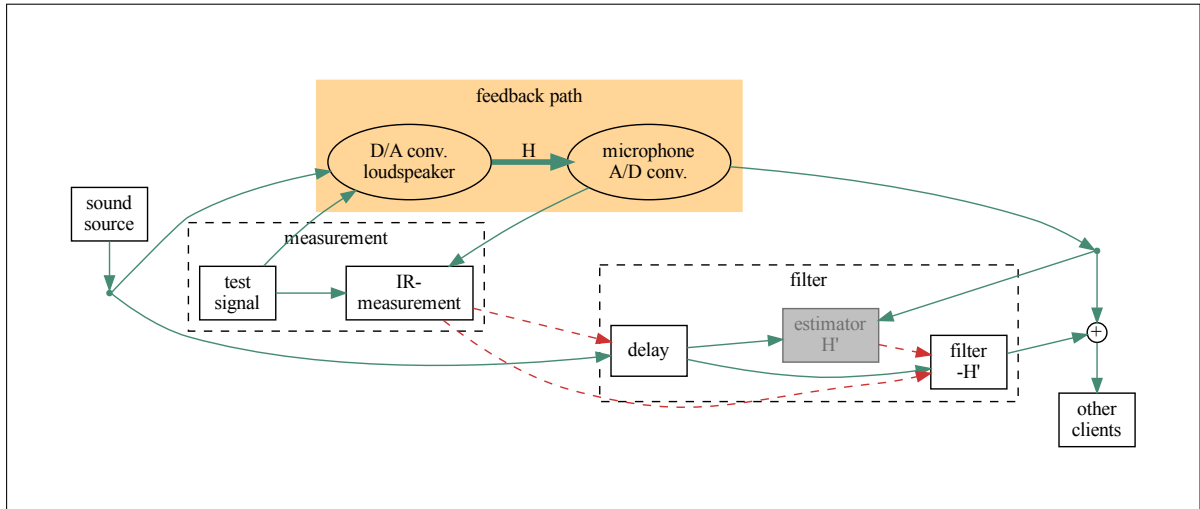 feedback path
D/A conv.
loudspeaker
H
microphone
A/D conv.
sound
source
measurement
test
signal
IR-
measurement
filter
delay
estimator
H'
filter
-H'
+
other
clients